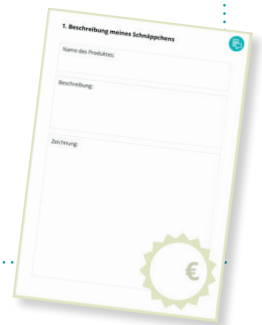 1. Beschreibung meines Schnäppchens
Name des Produktes:
Beschreibung:
Zeichnung:
€